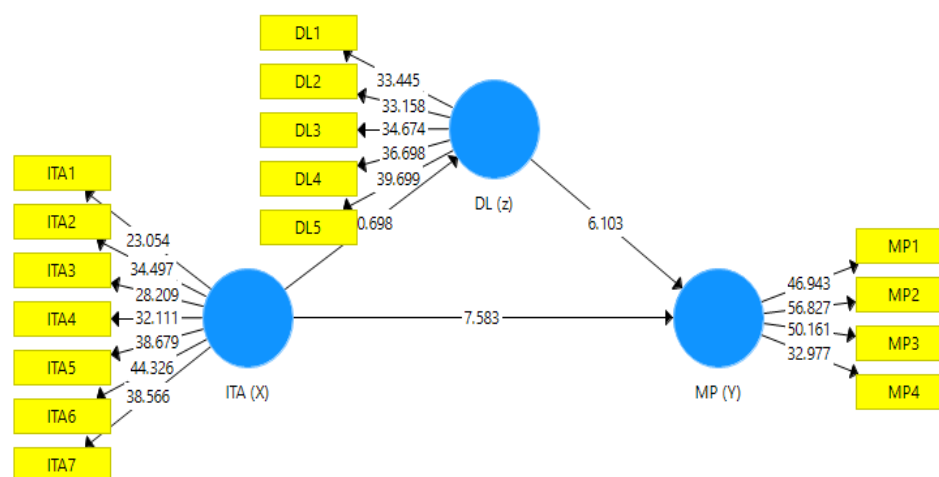 DL1
DL2
DL3
DL4
DL5
33.445
33.158
34.674
36.698
39.699
DL (z)
0.698
6.103
ITA1
ITA2
ITA3
ITA4
ITA5
ITA6
ITA7
23.054
34.497
28.209
32.111
38.679
44.326
38.566
ITA (X)
7.583
MP (Y)
46.943
56.827
50.161
32.977
MP1
MP2
MP3
MP4